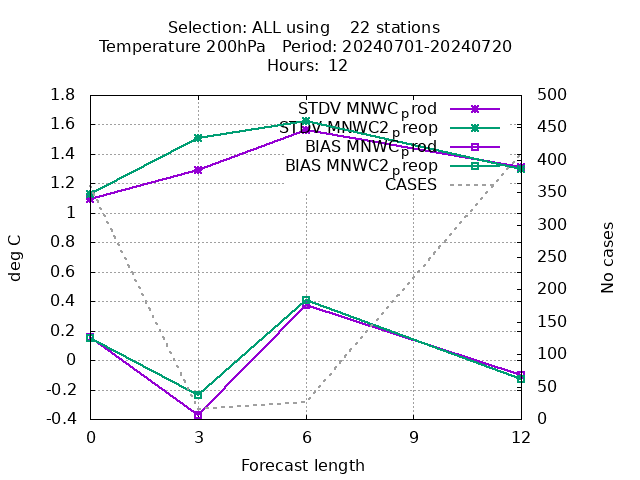 Selection: ALL using    22 stations
Temperature 200hPa   Period: 20240701-20240720
Hours:  12
1.8
1.6
1.4
1.2
1
0.8
0.6
0.4
0.2
0
-0.2
-0.4
deg C
STDV MNWC_prod
STDV MNWC2_preop
BIAS MNWC_prod
BIAS MNWC2_preop
CASES
500
450
400
350
300
250
200
150
100
50
0
No cases
0 3 6 9 12
Forecast length